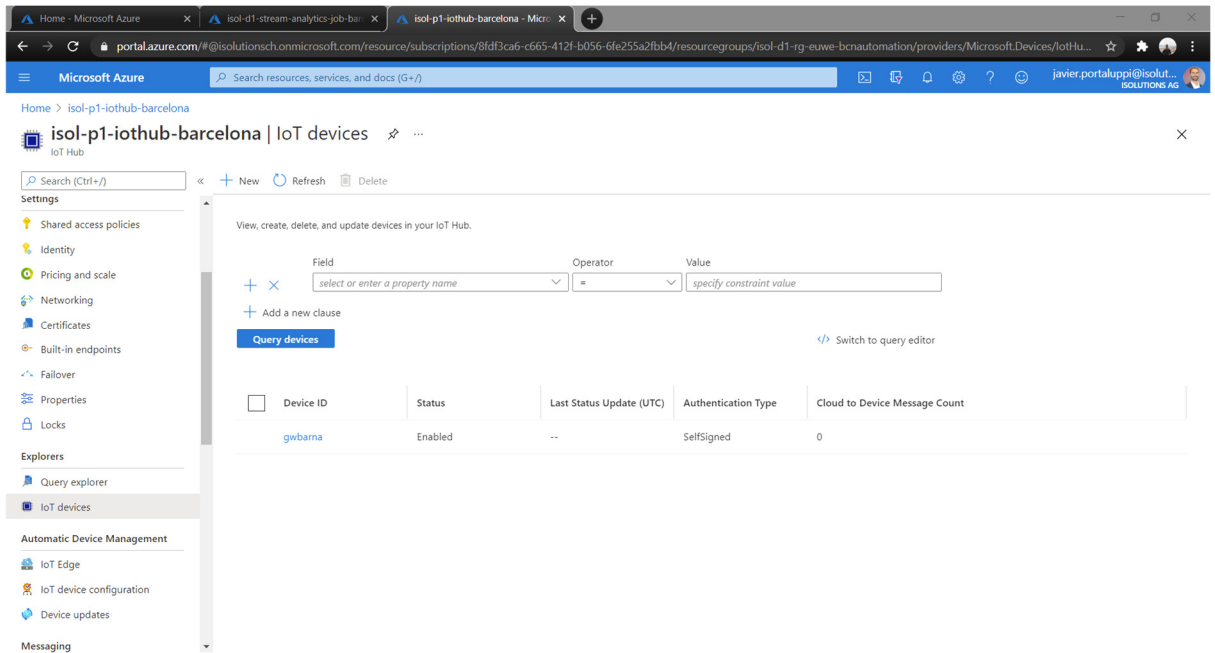 Home - Microsoft Azure
isol-d1-stream-analytics-job-bar
isol-p1-iothub-barcelona - Micro
portal.azure.com/#@isolutionsch.onmicrosoft.com/resource/subscriptions/8fdf3ca6-c665-412f-b056-6fe255a2fbb4/resourcegroups/isol-d1-rg-euwe-bcnautomation/providers/Microsoft.Devices/IotHu...
Microsoft Azure
Search resources, services, and docs (G+/)
javier.portaluppi@isolut...
ISOLUTIONS AG
Home > isol-p1-iothub-barcelona
isol-p1-iothub-barcelona | IoT devices ...
IoT Hub
Search (Ctrl+/)
«
New
Refresh
Delete
Settings
Shared access policies
Identity
Pricing and scale
Networking
Certificates
Built-in endpoints
Failover
Properties
Locks
Explorers
Query explorer
IoT devices
Automatic Device Management
IoT Edge
IoT device configuration
Device updates
Messaging
View, create, delete, and update devices in your IoT Hub.
Field Operator Value
select or enter a property name = specify constraint value
Add a new clause
Query devices
</> Switch to query editor
Device ID Status Last Status Update (UTC) Authentication Type Cloud to Device Message Count
gwbarna Enabled -- SelfSigned 0